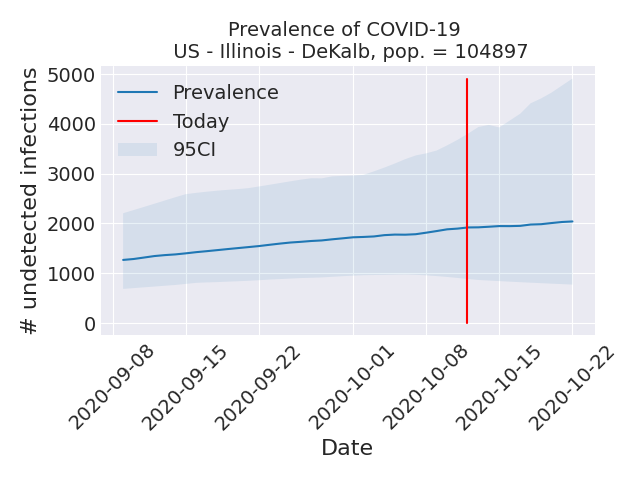 Prevalence of COVID-19
US - Illinois - DeKalb, pop. = 104897
# undetected infections
5000
4000
3000
2000
1000
0
Prevalence
Today
95CI
2020-09-08
2020-09-15
2020-09-22
2020-10-01
2020-10-08
2020-10-15
2020-10-22
Date